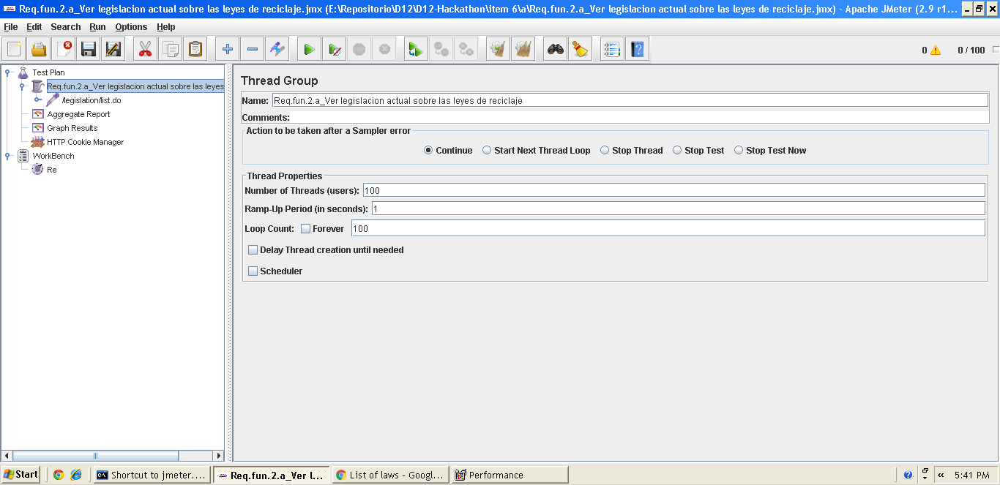 Req.fun.2.a_Ver legislacion actual sobre las leyes de reciclaje.jmx (E:\Repositorio\D12\D12-Hackathon\item 6\a\Req.fun.2.a_Ver legislacion actual sobre las leyes de reciclaje.jmx) - Apache JMeter (2.9 r1...
File Edit Search Run Options Help
0 0 / 100
Test Plan
Req.fun.2.a_Ver legislacion actual sobre las leyes
/legislation/list.do
Aggregate Report
Graph Results
HTTP Cookie Manager
WorkBench
Re
Thread Group
Name: Req.fun.2.a_Ver legislacion actual sobre las leyes de reciclaje
Comments:
Action to be taken after a Sampler error
Continue Start Next Thread Loop Stop Thread Stop Test Stop Test Now
Thread Properties
Number of Threads (users): 100
Ramp-Up Period (in seconds): 1
Loop Count: Forever 100
Delay Thread creation until needed
Scheduler
Start Shortcut to jmeter.... Req.fun.2.a_Ver l... List of laws - Googl... Performance « 5:41 PM